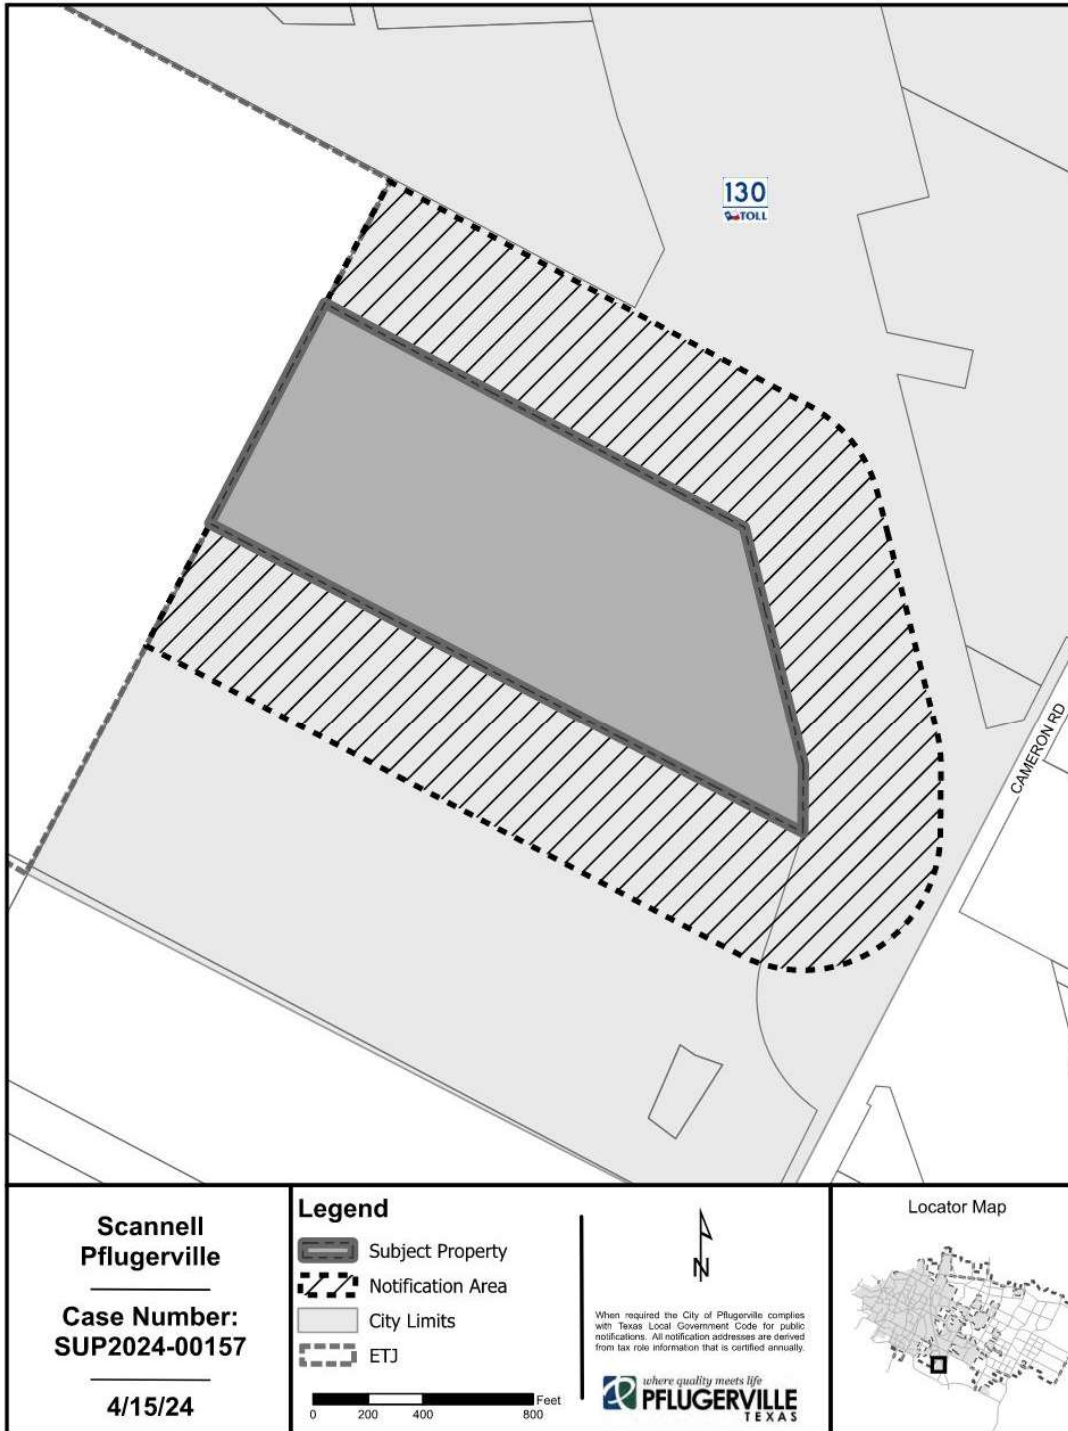 130
TOLL
CAMERON RD
Scannell
Pflugerville
Case Number:
SUP2024-00157
4/15/24
Legend
Subject Property
Notification Area
City Limits
ETJ
Feet
0 200 400 800
N
When required the City of Pflugerville complies
with Texas Local Government Code for public
notifications. All notification addresses are derived
from tax role information that is certified annually.
where quality meets life
PFLUGERVILLE
TEXAS
Locator Map